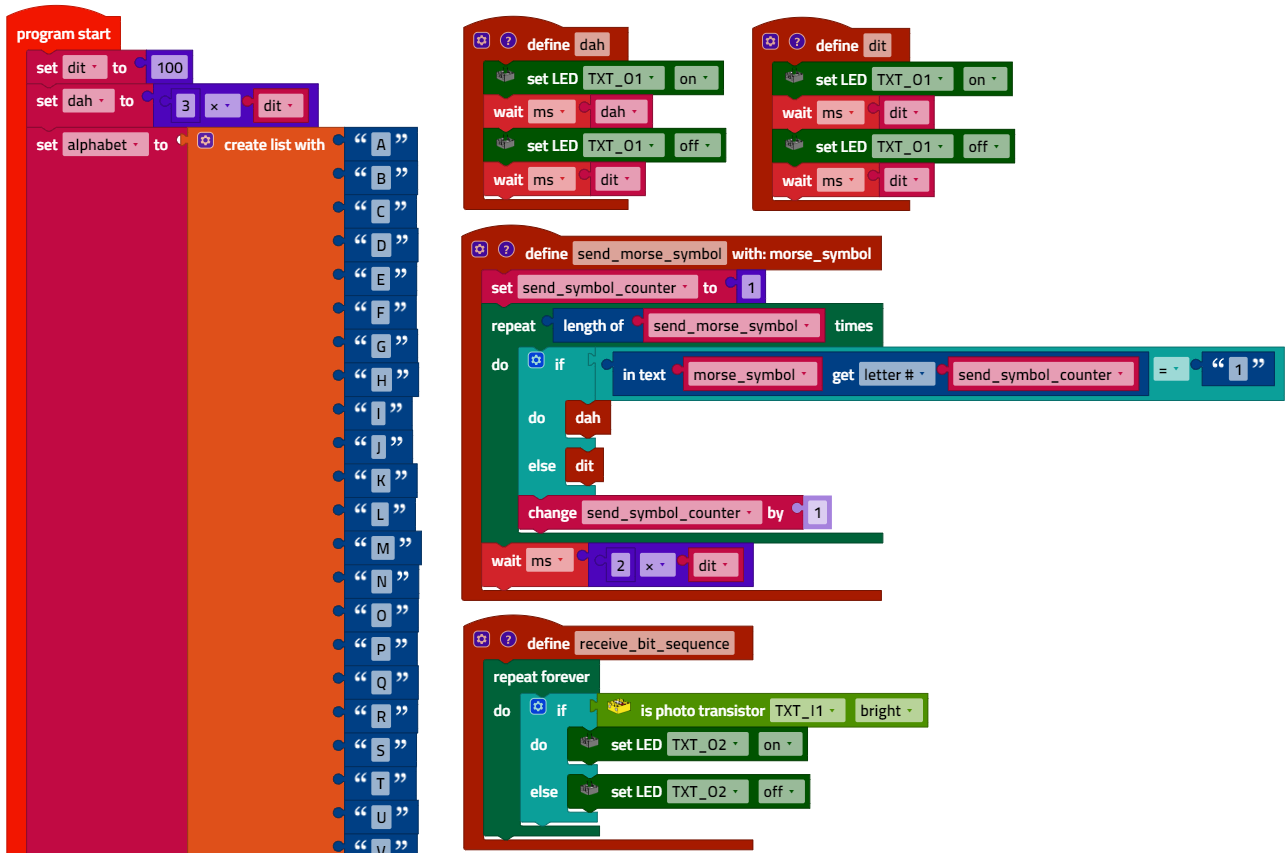 program start
set dit to 100
set dah to 3 × dit
set alphabet to create list with “ A ”
“ B ”
“ C ”
“ D ”
“ E ”
“ F ”
“ G ”
“ H ”
“ I ”
“ J ”
“ K ”
“ L ”
“ M ”
“ N ”
“ O ”
“ P ”
“ Q ”
“ R ”
“ S ”
“ T ”
“ U ”
“ V ”
? define dah
set LED TXT_O1 on
wait ms dah
set LED TXT_O1 off
wait ms dit
? define dit
set LED TXT_O1 on
wait ms dit
set LED TXT_O1 off
wait ms dit
? define send_morse_symbol with: morse_symbol
set send_symbol_counter to 1
repeat length of send_morse_symbol times
do if in text morse_symbol get letter # send_symbol_counter = “ 1 ”
do dah
else dit
change send_symbol_counter by 1
wait ms 2 × dit
? define receive_bit_sequence
repeat forever
do if is photo transistor TXT_I1 bright
do set LED TXT_O2 on
else set LED TXT_O2 off